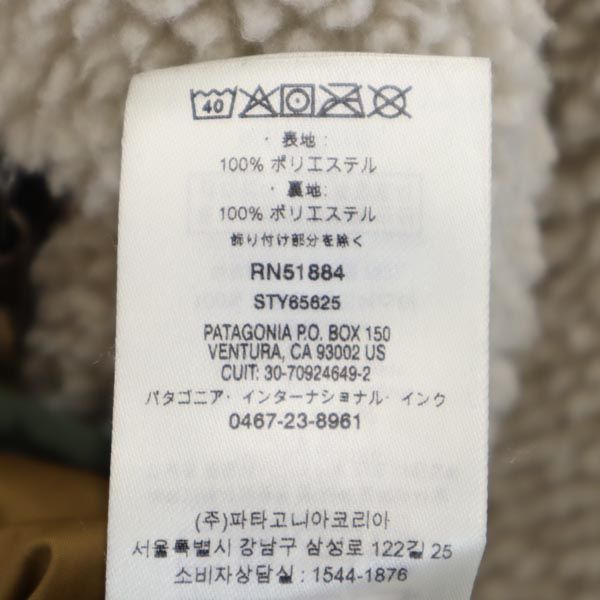 40
・表地:
100% ポリエステル
・裏地:
100% ポリエステル
飾り付け部分を除く
RN51884
STY65625
PATAGONIA P.O. BOX 150
VENTURA, CA 93002 US
CUIT: 30-70924649-2
パタゴニア・インターナショナル・インク
0467-23-8961
(주)파타고니아코리아
서울특별시 강남구 삼성로 122길 25
소비자상담실 : 1544-1876